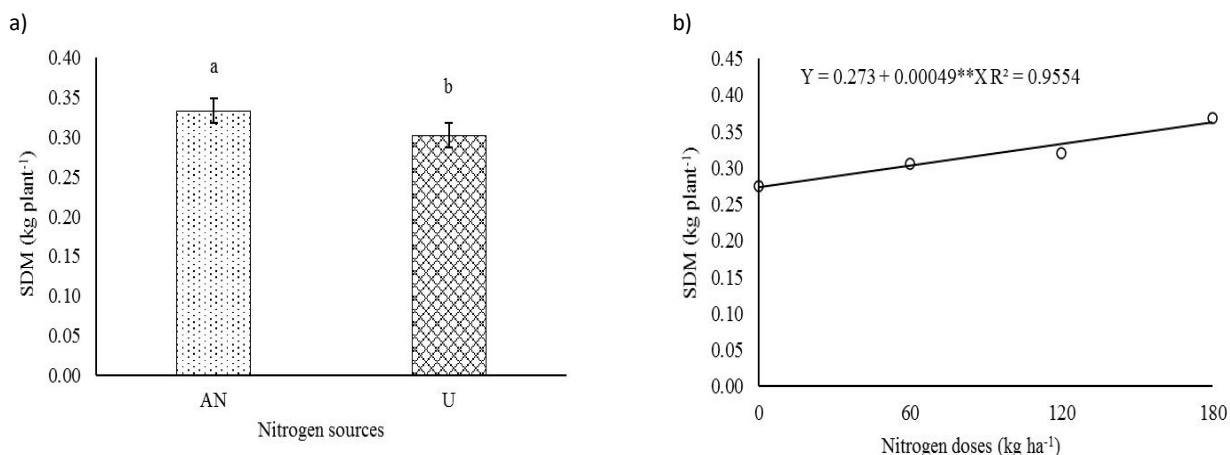 a)
SDM (kg plant⁻¹)
0.40
0.35
0.30
0.25
0.20
0.15
0.10
0.05
0.00
a
b
AN
U
Nitrogen sources
b)
SDM (kg plant⁻¹)
0.45
0.40
0.35
0.30
0.25
0.20
0.15
0.10
0.05
0.00
Y = 0.273 + 0.00049**X R² = 0.9554
0
60
120
180
Nitrogen doses (kg ha⁻¹)